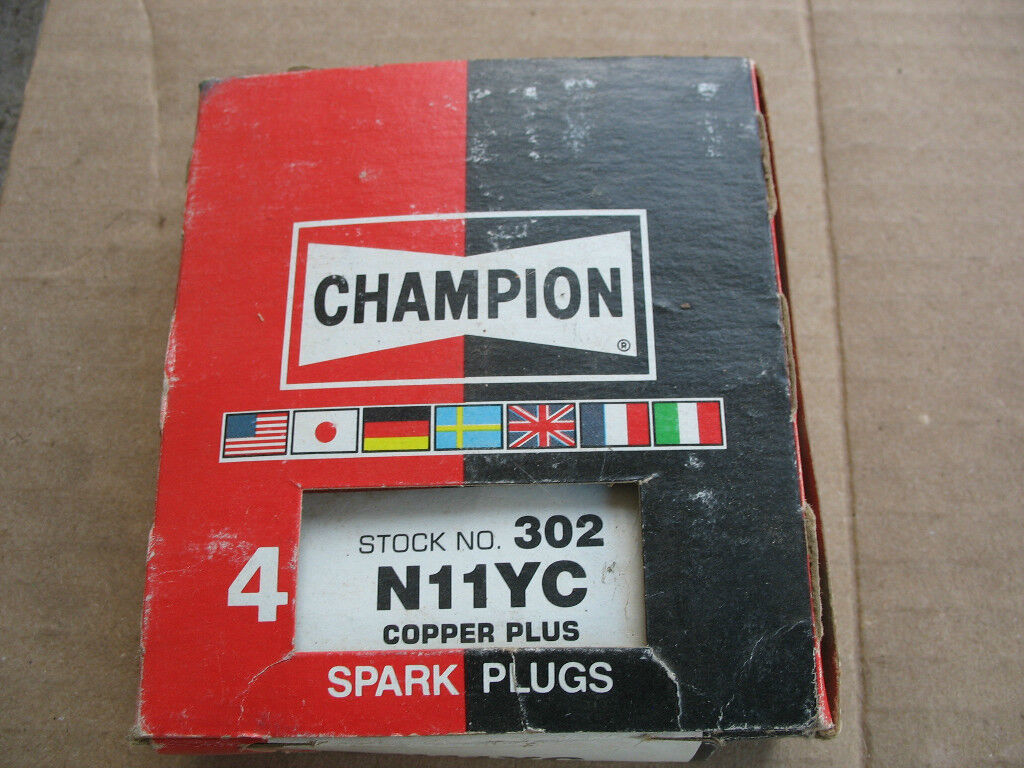 CHAMPION
®
STOCK NO. 302
N11YC
4
COPPER PLUS
SPARK PLUGS